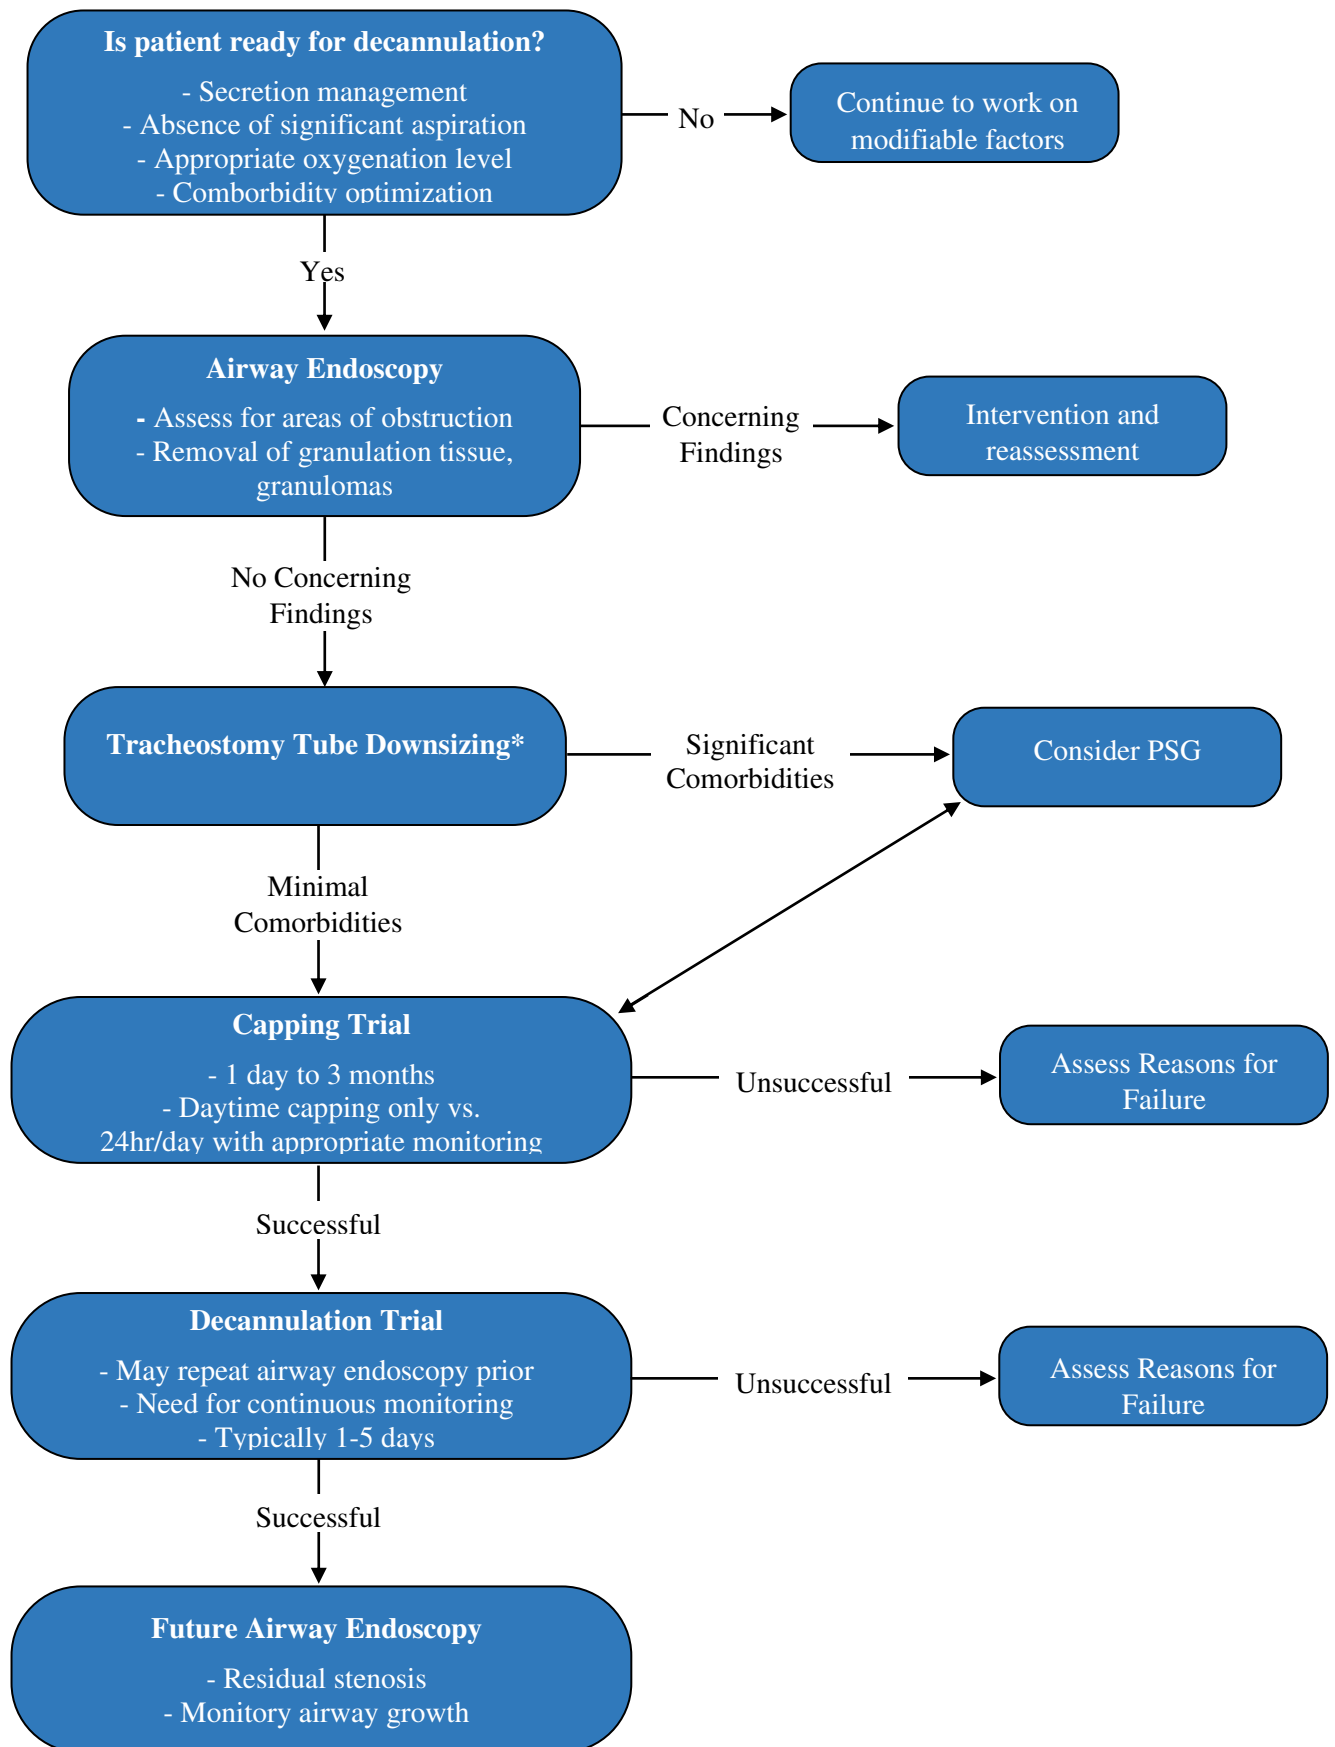 Is patient ready for decannulation?
- Secretion management
- Absence of significant aspiration
- Appropriate oxygenation level
- Comborbidity optimization
No
Continue to work on
modifiable factors
Yes
Airway Endoscopy
- Assess for areas of obstruction
- Removal of granulation tissue,
granulomas
Concerning
Findings
Intervention and
reassessment
No Concerning
Findings
Tracheostomy Tube Downsizing*
Significant
Comorbidities
Consider PSG
Minimal
Comorbidities
Capping Trial
- 1 day to 3 months
- Daytime capping only vs.
24hr/day with appropriate monitoring
Unsuccessful
Assess Reasons for
Failure
Successful
Decannulation Trial
- May repeat airway endoscopy prior
- Need for continuous monitoring
- Typically 1-5 days
Unsuccessful
Assess Reasons for
Failure
Successful
Future Airway Endoscopy
- Residual stenosis
- Monitory airway growth